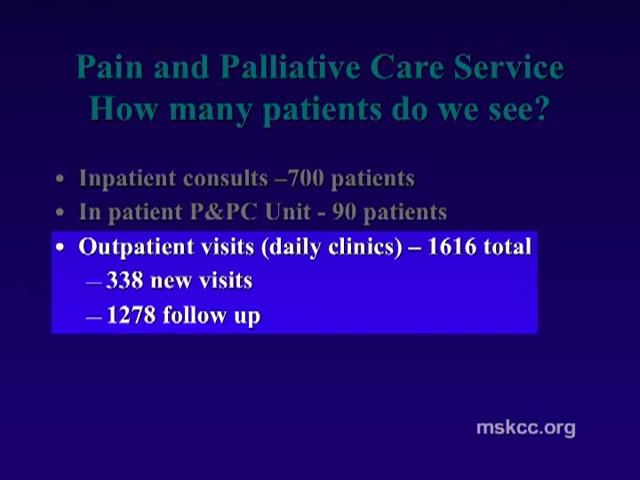 Pain and Palliative Care Service
How many patients do we see?
• Inpatient consults –700 patients
• In patient P&PC Unit - 90 patients
• Outpatient visits (daily clinics) – 1616 total
– 338 new visits
– 1278 follow up
mskcc.org